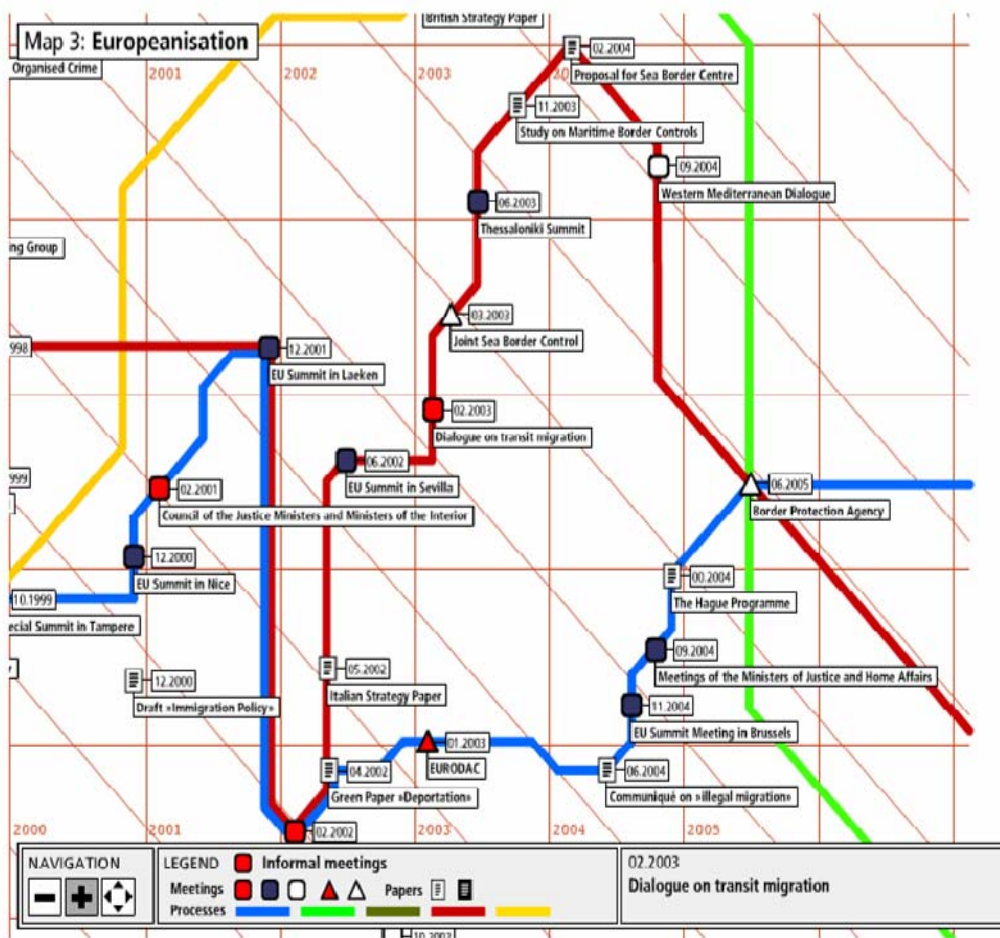 British Strategy Paper
Map 3: Europeanisation
Organised Crime
2001
2002
2003
02.2004
Proposal for Sea Border Centre
11.2003
Study on Maritime Border Controls
09.2004
Western Mediterranean Dialogue
06.2003
Thessalonikii Summit
ing Group
03.2003
Joint Sea Border Control
998
12.2001
EU Summit in Laeken
02.2003
Dialogue on transit migration
06.2002
EU Summit in Sevilla
999
02.2001
Council of the Justice Ministers and Ministers of the Interior
06.2005
Border Protection Agency
12.2000
EU Summit in Nice
10.1999
ecial Summit in Tampere
00.2004
The Hague Programme
09.2004
Meetings of the Ministers of Justice and Home Affairs
05.2002
Italian Strategy Paper
12.2000
Draft »Immigration Policy»
11.2004
EU Summit Meeting in Brussels
01.2003
EURODAC
04.2002
Green Paper »Deportation»
06.2004
Communiqué on »illegal migration»
2000
2001
02.2002
2003
2004
2005
NAVIGATION
LEGEND
Informal meetings
Meetings
Papers
Processes
02.2003
Dialogue on transit migration
10.2002